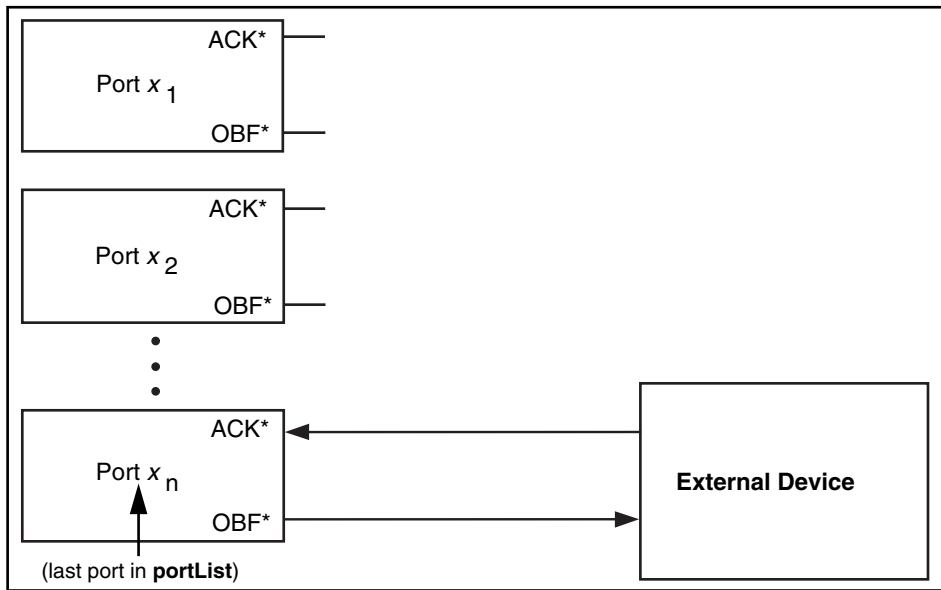 ACK*
Port x 1
OBF*
ACK*
Port x 2
OBF*
ACK*
Port x n
OBF*
(last port in portList)
External Device